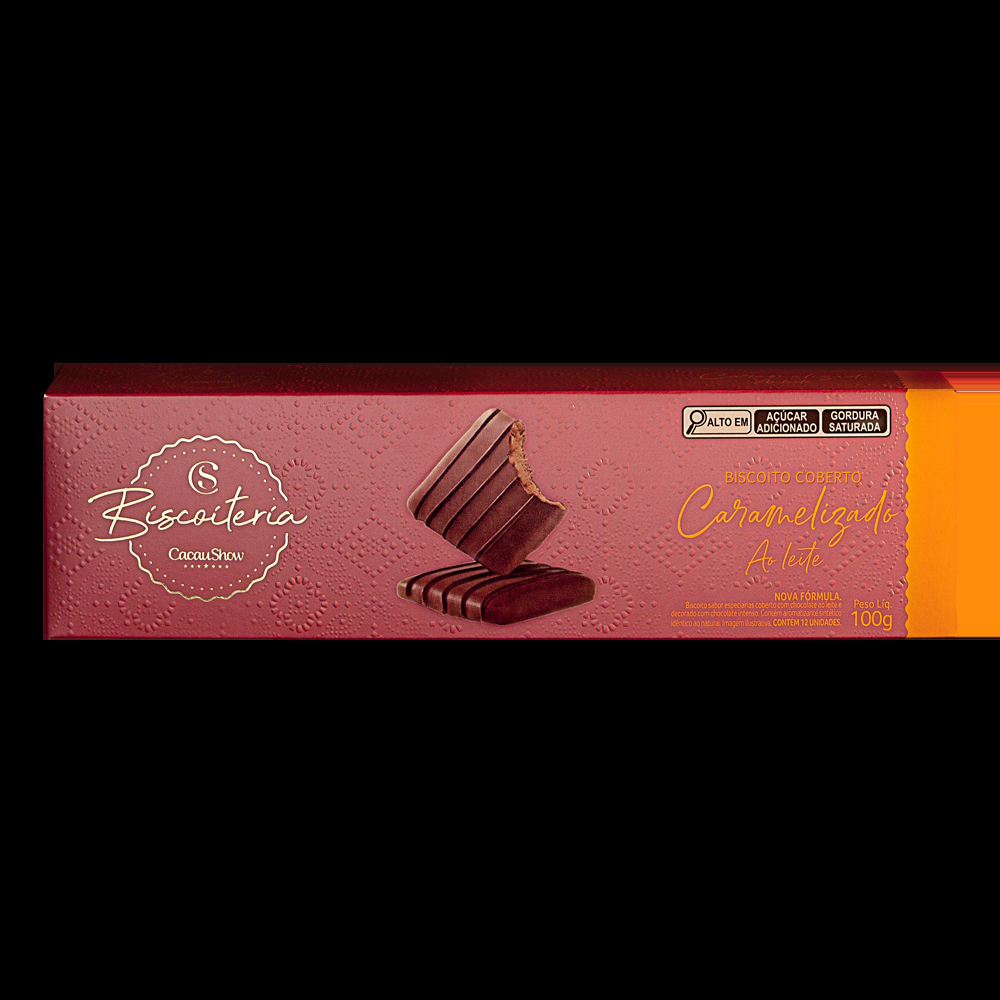 CS
Biscoiteria
CacauShow
ALTO EM
AÇÚCAR
ADICIONADO
GORDURA
SATURADA
BISCOITO COBERTO
Caramelizado
Ao leite
NOVA FÓRMULA.
Biscoito sabor especiarias coberto com chocolate ao leite e
decorado com chocolate intenso. Contém aromatizante sintético
idêntico ao natural. Imagem ilustrativa. CONTÉM 12 UNIDADES.
Peso Líq.
100g